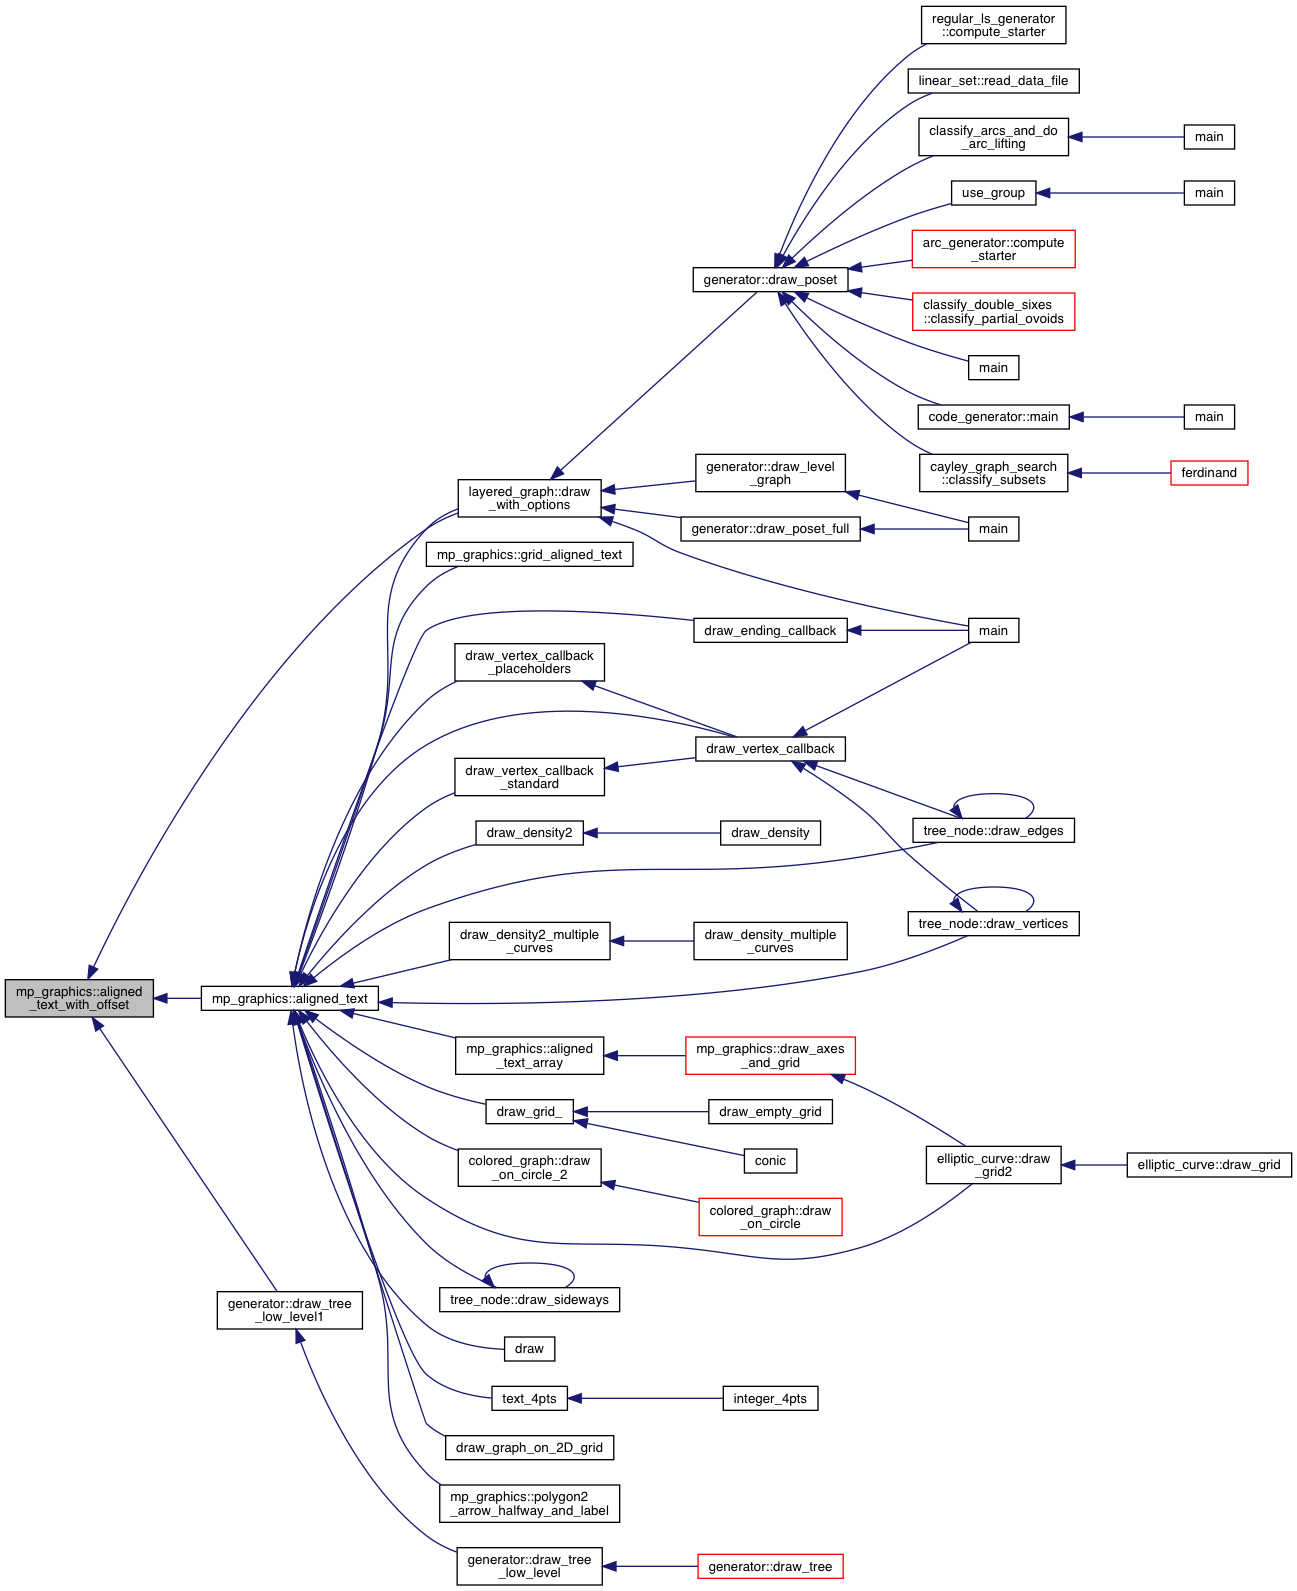 regular_ls_generator
::compute_starter
linear_set::read_data_file
classify_arcs_and_do
_arc_lifting
main
use_group
main
arc_generator::compute
_starter
generator::draw_poset
classify_double_sixes
::classify_partial_ovoids
main
code_generator::main
main
cayley_graph_search
::classify_subsets
ferdinand
generator::draw_level
_graph
layered_graph::draw
_with_options
generator::draw_poset_full
main
mp_graphics::grid_aligned_text
draw_ending_callback
main
draw_vertex_callback
_placeholders
draw_vertex_callback
draw_vertex_callback
_standard
draw_density2
draw_density
tree_node::draw_edges
tree_node::draw_vertices
draw_density2_multiple
_curves
draw_density_multiple
_curves
mp_graphics::aligned
_text_with_offset
mp_graphics::aligned_text
mp_graphics::aligned
_text_array
mp_graphics::draw_axes
_and_grid
draw_grid_
draw_empty_grid
conic
elliptic_curve::draw
_grid2
elliptic_curve::draw_grid
colored_graph::draw
_on_circle_2
colored_graph::draw
_on_circle
tree_node::draw_sideways
generator::draw_tree
_low_level1
draw
text_4pts
integer_4pts
draw_graph_on_2D_grid
mp_graphics::polygon2
_arrow_halfway_and_label
generator::draw_tree
_low_level
generator::draw_tree